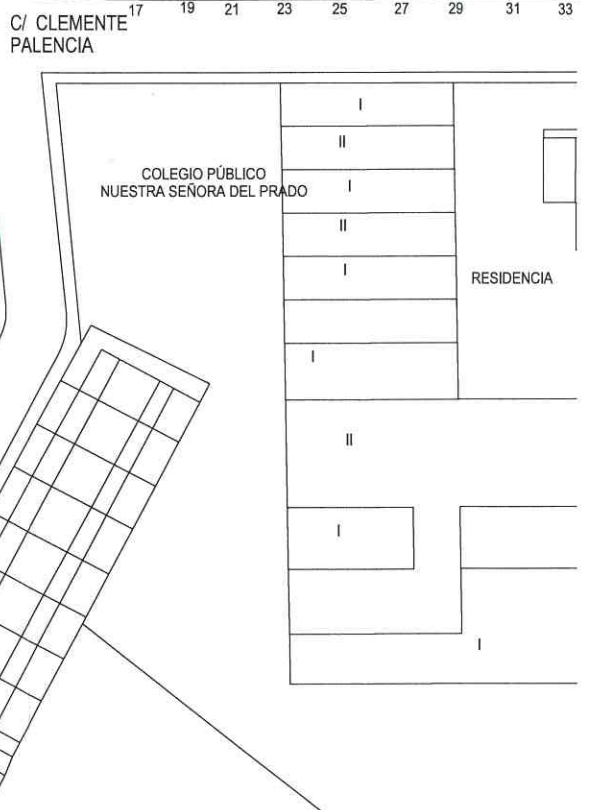 17 19 21 23 25 27 29 31 33
C/ CLEMENTE
PALENCIA
I
II
COLEGIO PÚBLICO
NUESTRA SEÑORA DEL PRADO
I
II
I
RESIDENCIA
I
II
I
I